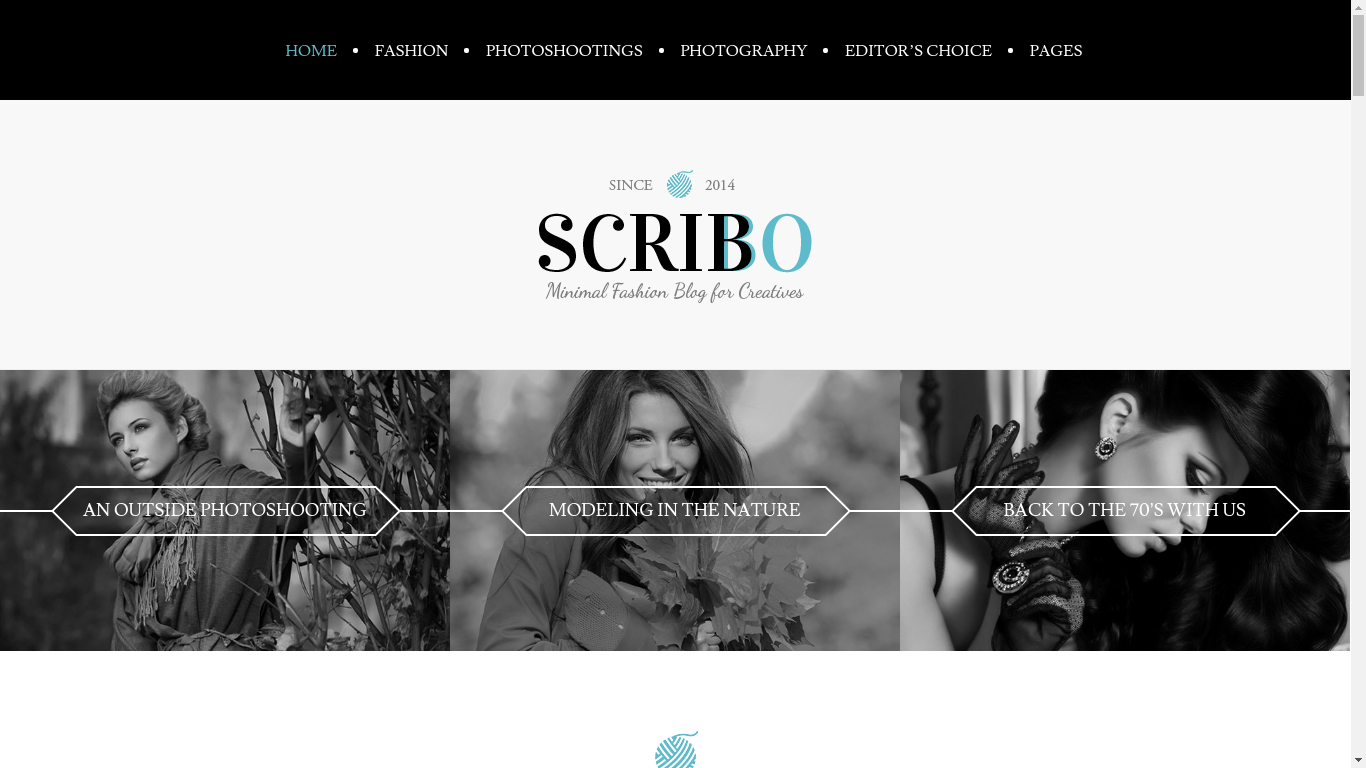 HOME • FASHION • PHOTOSHOOTINGS • PHOTOGRAPHY • EDITOR’S CHOICE • PAGES
SINCE 2014
SCRIBO
Minimal Fashion Blog for Creatives
AN OUTSIDE PHOTOSHOOTING
MODELING IN THE NATURE
BACK TO THE 70'S WITH US